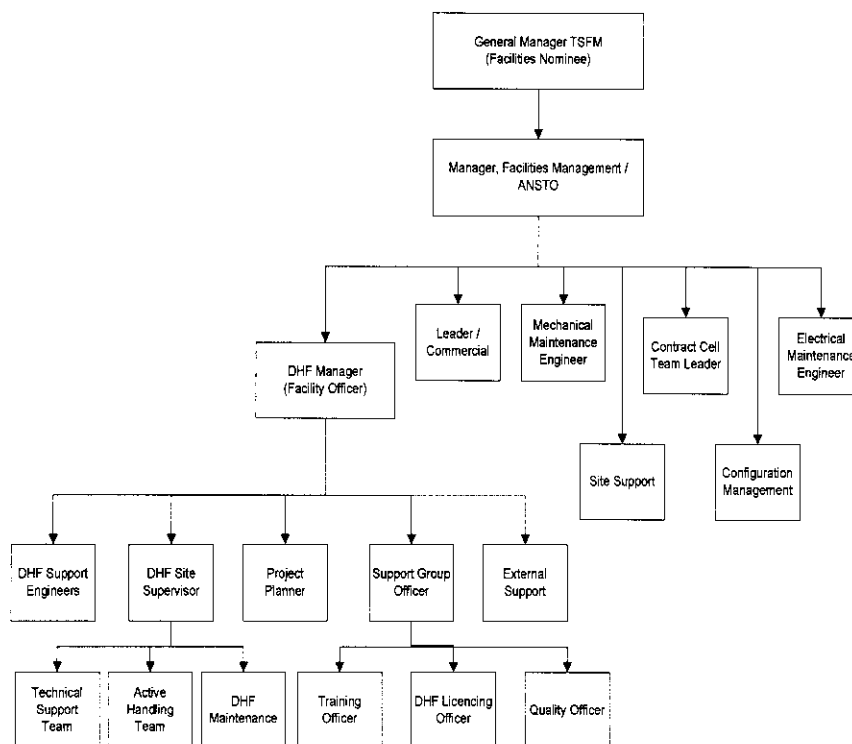 General Manager TSFM
(Facilities Nominee)
Manager, Facilities Management /
ANSTO
Leader /
Commercial
Mechanical
Maintenance
Engineer
Contract Cell
Team Leader
Electrical
Maintenance
Engineer
DHF Manager
(Facility Officer)
Site Support
Configuration
Management
DHF Support
Engineers
DHF Site
Supervisor
Project
Planner
Support Group
Officer
External
Support
Technical
Support
Team
Active
Handling
Team
DHF
Maintenance
Training
Officer
DHF Licencing
Officer
Quality Officer